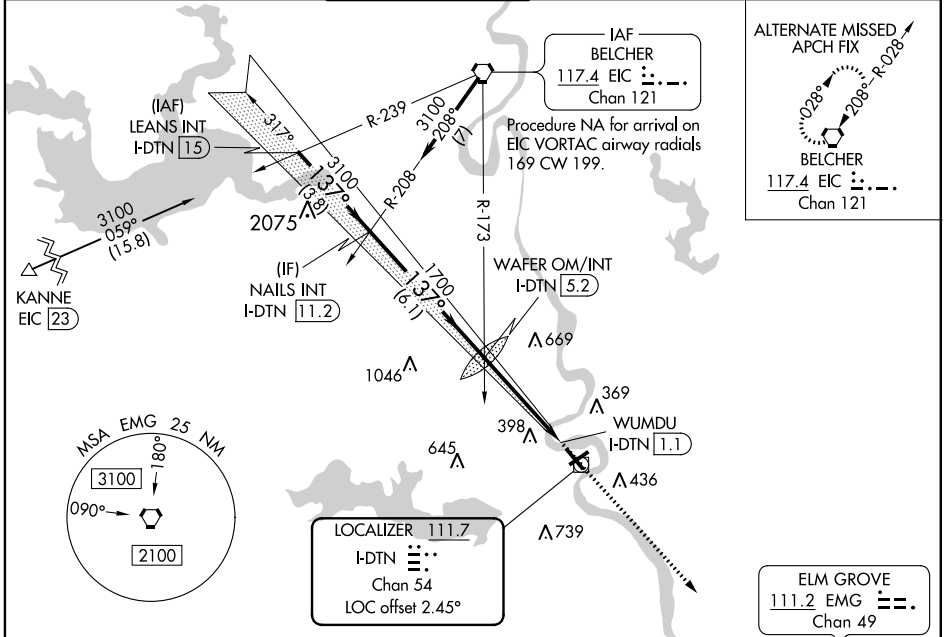 IAF
BELCHER
117.4 EIC
Chan 121
Procedure NA for arrival on
EIC VORTAC airway radials
169 CW 199.
ALTERNATE MISSED
APCH FIX
028°
208°
R-028
BELCHER
117.4 EIC
Chan 121
(IAF)
LEANS INT
I-DTN 15
317°
R-239
3100
208°
(7)
R-208
R-173
3100
137°
(3.8)
2075
3100
059°
(15.8)
KANNE
EIC 23
(IF)
NAILS INT
I-DTN 11.2
1700
137°
(6.1)
WAFER OM/INT
I-DTN 5.2
669
1046
369
398
WUMDU
I-DTN 1.1
645
436
739
MSA EMG 25 NM
180°
3100
090°
2100
LOCALIZER 111.7
I-DTN
Chan 54
LOC offset 2.45°
ELM GROVE
111.2 EMG
Chan 49